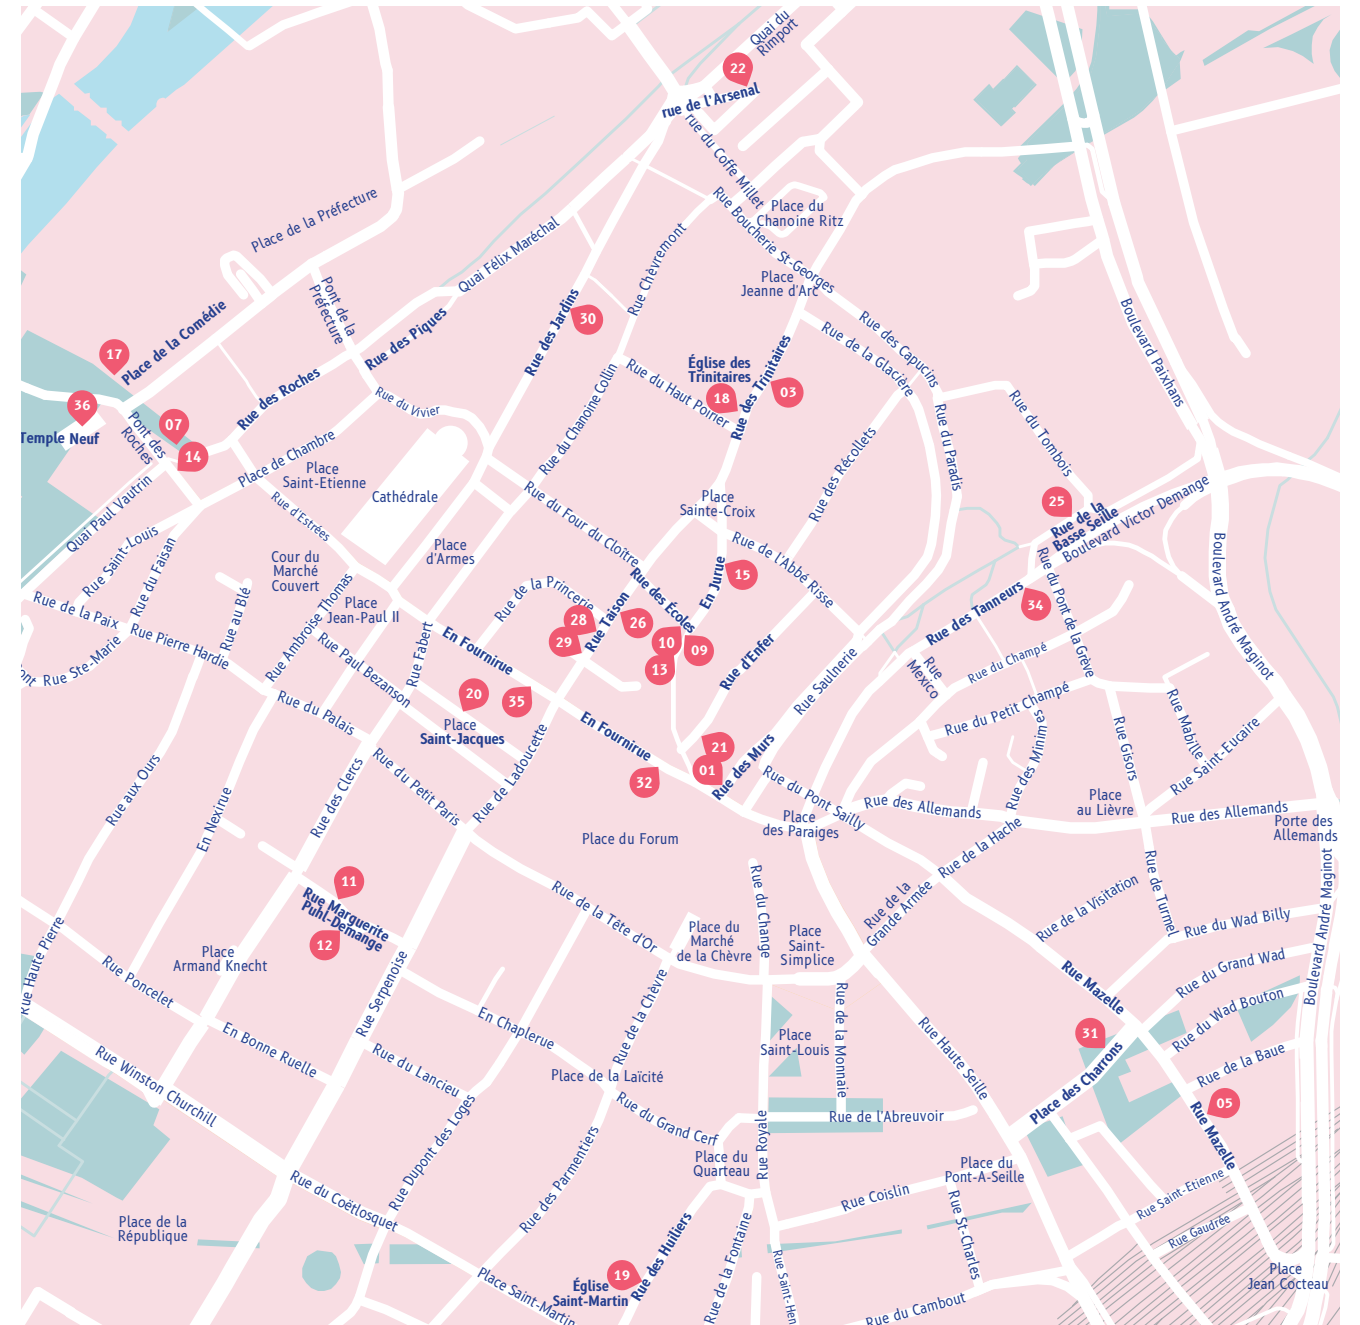 Quai du
Rimport
22
rue de l'Arsenal
rue du Coffe Millet
Rue Boucherie St-Georges
Place du
Chanoine Ritz
Place de la Préfecture
Quai Félix Maréchal
Rue Chèvremont
Place
Jeanne d'Arc
Pont de la
Préfecture
Rue des Piques
Rue des Jardins
30
17
Place de la Comédie
Rue des Capucins
Rue de la Glacière
Boulevard Paixhans
Église des
Trinitaires
18
Rue des Trinitaires
03
Rue du Haut Poirier
Rue du Chanoine Collin
36
Temple Neuf
07
14
Pont des
Roches
Rue des Roches
Rue du Vivier
Place de Chambre
Place
Saint-Etienne
Cathédrale
Rue d'Estrées
Rue du Paradis
Rue du Tombois
Rue des Récollets
Place
Sainte-Croix
25
Rue de la
Basse Seille
Boulevard Victor Demange
Quai Paul Vautrin
Rue Saint-Louis
Rue du Faisan
Cour du
Marché
Couvert
Place
d'Armes
Rue du Four du Cloître
Rue de l'Abbé Risse
En Jurue
15
Rue des Écoles
Rue de la Princerie
28
29
Rue Taison
26
10
09
13
Rue d'Enfer
Rue des Tanneurs
34
Rue du Pont de la Grève
Boulevard André Maginot
Rue de la Paix
Rue Ste-Marie
Rue Pierre Hardie
Rue au Blé
Rue Ambroise Thomas
Place
Jean-Paul II
Rue Paul Bezanson
Rue Fabert
En Fournirue
20
35
Place
Saint-Jacques
En Fournirue
32
21
01
Rue des Murs
Rue Saulnerie
Rue
Mexico
Rue du Champé
Rue du Petit Champé
Rue des Minimes
Rue Gisors
Rue Mabille
Rue Saint-Eucaire
Rue du Palais
Rue du Petit Paris
Rue de Ladoucette
Rue des Clercs
Rue aux Ours
En Nexirue
Place du Forum
Rue du Pont Sailly
Place
des Paraiges
Rue des Allemands
Place
au Lièvre
Rue des Allemands
Porte des
Allemands
Rue de la Hache
Rue de la
Grande Armée
Rue de la Visitation
Rue de Turmel
Rue du Wad Billy
Boulevard André Maginot
11
Rue Marguerite
Puhl-Demange
12
Rue de la Tête d'Or
Rue du Change
Place du
Marché
de la Chèvre
Place
Saint-
Simplice
Rue Haute Pierre
Place
Armand Knecht
Rue Poncelet
Rue Serpenoise
Rue de la Chèvre
Rue Mazelle
Rue du Grand Wad
Rue du Wad Bouton
31
Rue de la Baue
En Chaplerue
En Bonne Ruelle
Rue du Lancieu
Place
Saint-Louis
Rue de la Monnaie
Rue Haute Seille
Place des Charrons
Rue Winston Churchill
Place de la Laïcité
Rue du Grand Cerf
Rue de l'Abreuvoir
05
Rue Mazelle
Rue Dupont des Loges
Rue des Parmentiers
Rue Royale
Place du
Quarteau
Place du
Pont-A-Seille
Rue Coislin
Rue St-Charles
Rue Saint-Etienne
Rue Gaudrée
Rue du Coëtlosquet
Place de la
République
Rue des Huiliers
19
Église
Saint-Martin
Place Saint-Martin
Rue de la Fontaine
Rue Saint-Hen
Rue du Cambout
Place
Jean Cocteau